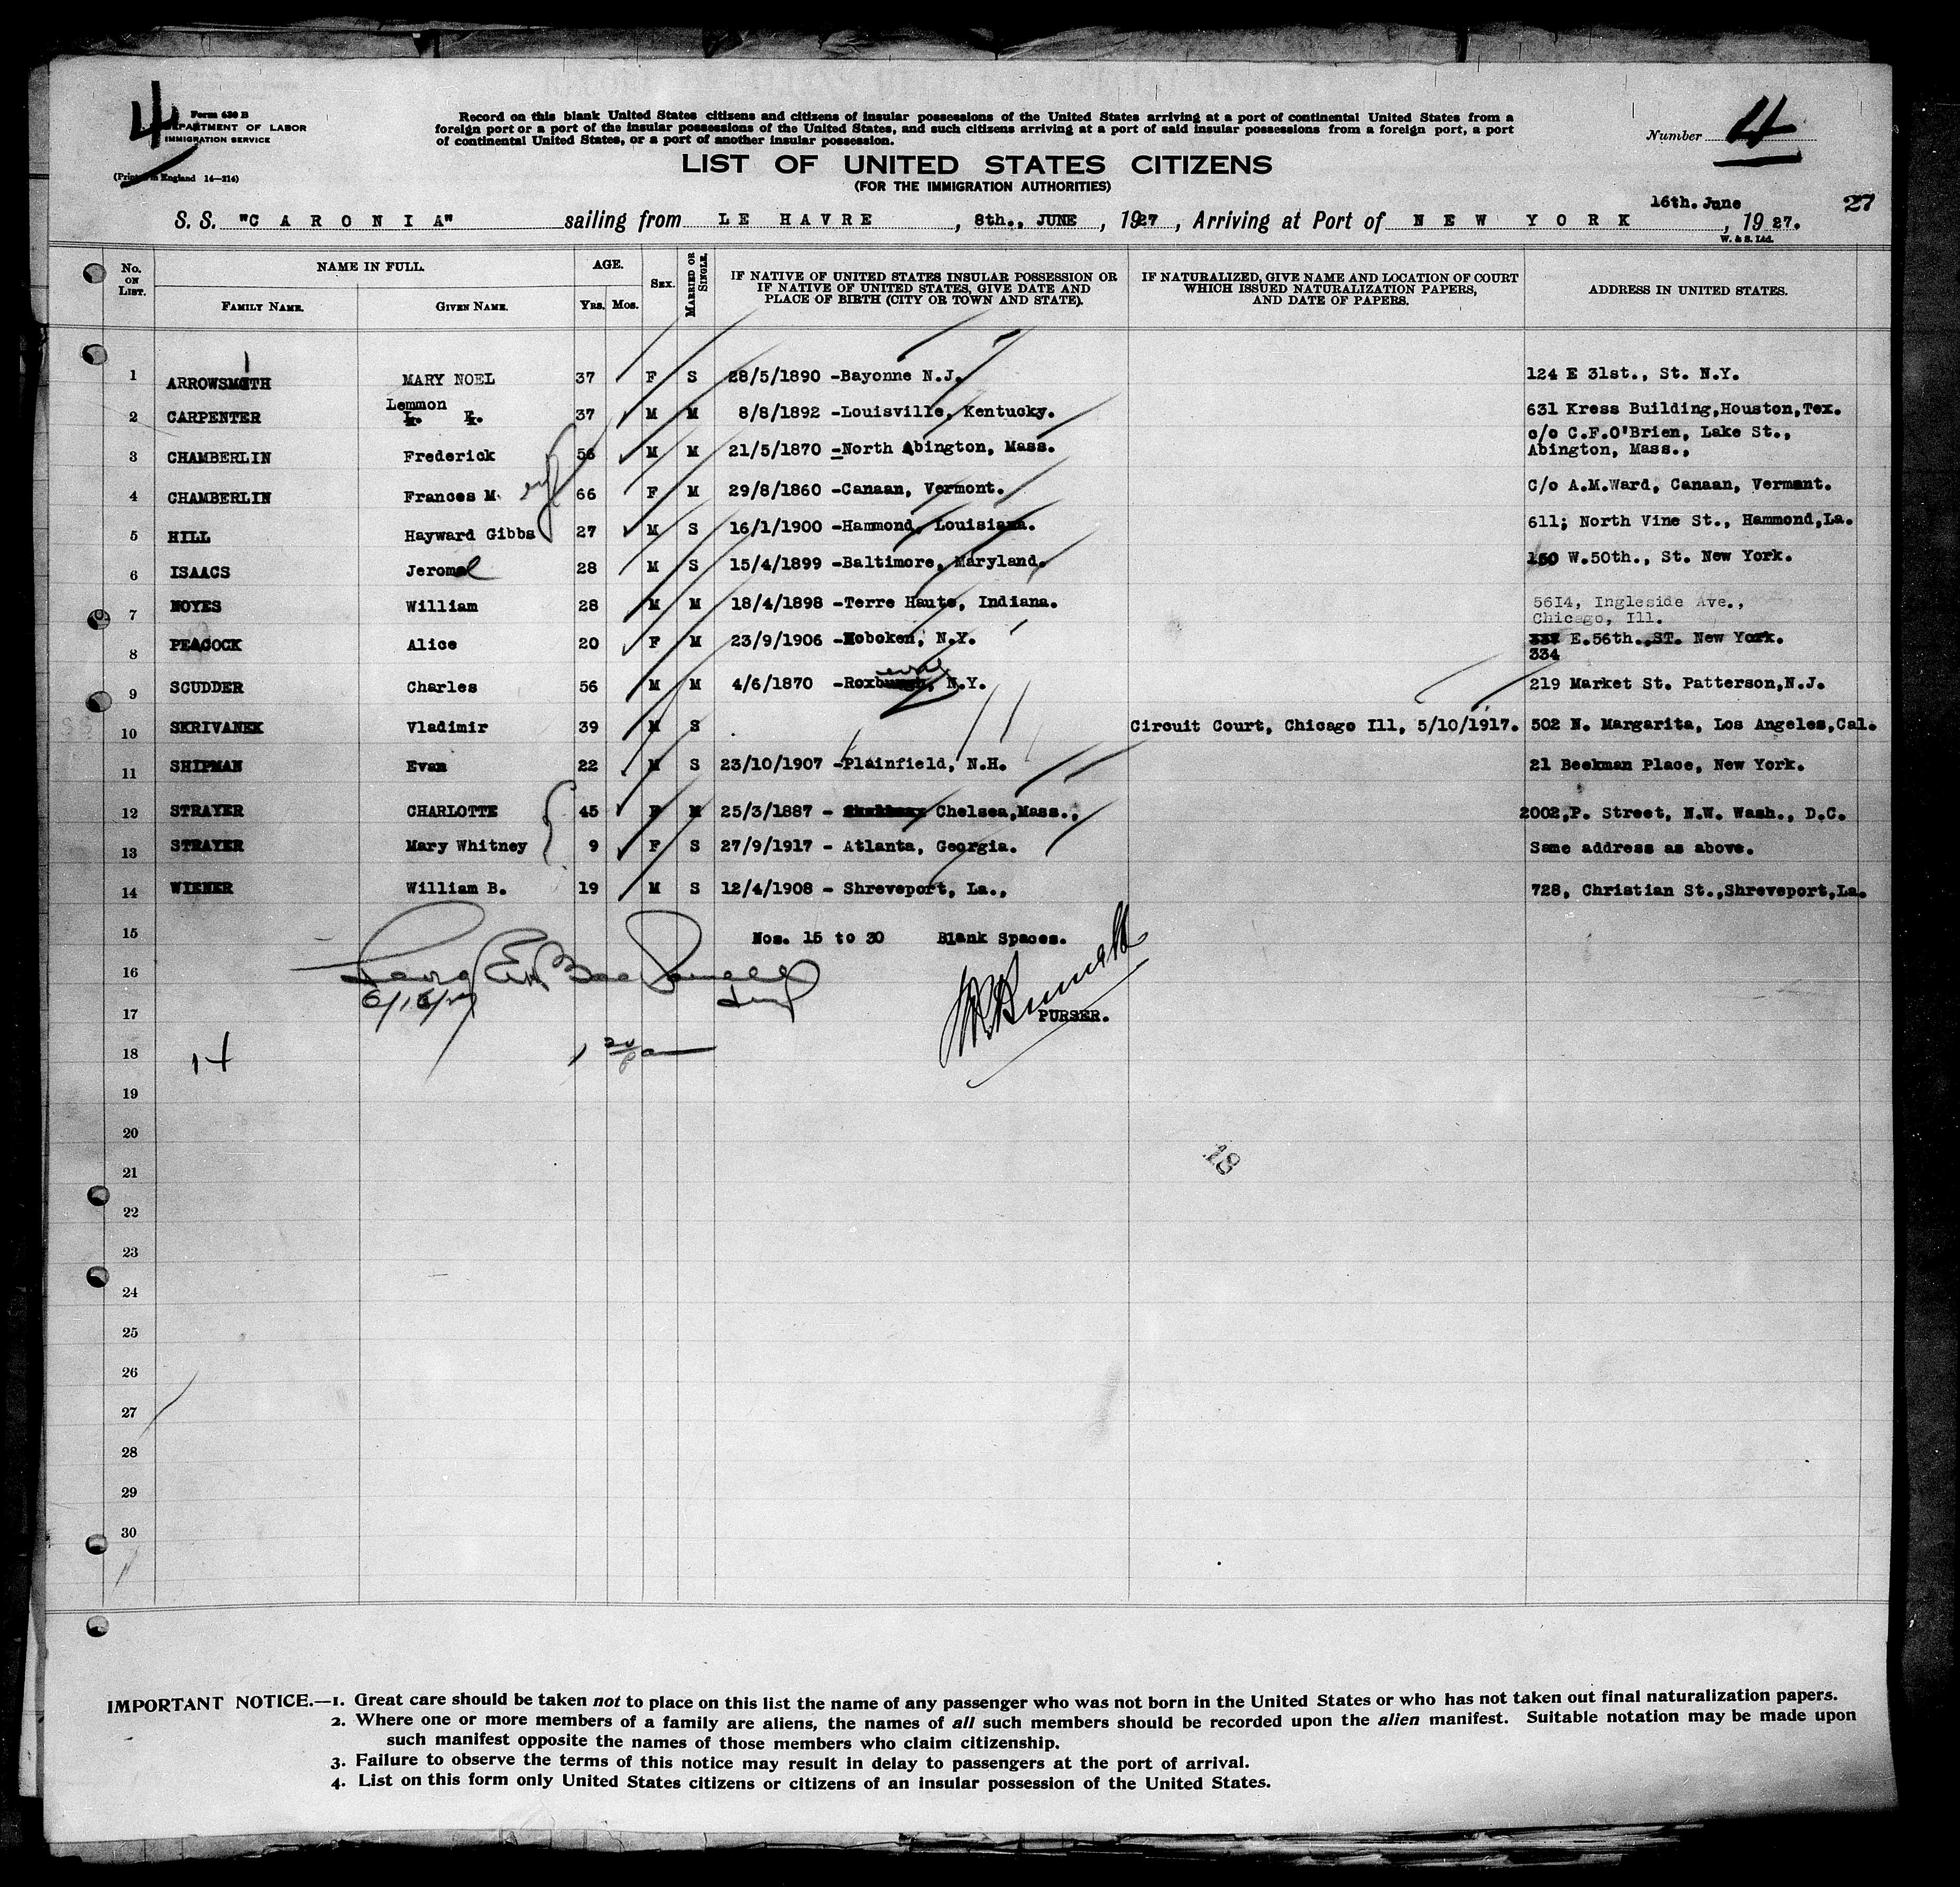 4
Form 630 B
DEPARTMENT OF LABOR
IMMIGRATION SERVICE
(Printed in England 14—214)
Record on this blank United States citizens and citizens of insular possessions of the United States arriving at a port of continental United States from a
foreign port or a port of the insular possessions of the United States, and such citizens arriving at a port of said insular possessions from a foreign port, a port
of continental United States, or a port of another insular possession.
Number 4
LIST OF UNITED STATES CITIZENS
(FOR THE IMMIGRATION AUTHORITIES)
16th. June 27
S. S. "CARONIA" sailing from LE HAVRE, 8th., JUNE, 1927, Arriving at Port of NEW YORK, 1927.
W. & S. Ltd.
No. ON LIST. NAME IN FULL. FAMILY NAME. GIVEN NAME. AGE. Yrs. Mos. SEX. MARRIED OR SINGLE. IF NATIVE OF UNITED STATES INSULAR POSSESSION OR IF NATIVE OF UNITED STATES, GIVE DATE AND PLACE OF BIRTH (CITY OR TOWN AND STATE). IF NATURALIZED, GIVE NAME AND LOCATION OF COURT WHICH ISSUED NATURALIZATION PAPERS, AND DATE OF PAPERS. ADDRESS IN UNITED STATES.
1 ARROWSMITH MARY NOEL 37 F S 28/5/1890 -Bayonne N.J. 124 E 31st., St. N.Y.
2 CARPENTER Lemmon 37 M M 8/8/1892 -Louisville, Kentucky. 631 Kress Building,Houston,Tex.
3 CHAMBERLIN Frederick 56 M M 21/5/1870 -North Abington, Mass. c/o C.F.O'Brien, Lake St., Abington, Mass.,
4 CHAMBERLIN Frances M. 66 F M 29/8/1860 -Canaan, Vermont. C/o A.M.Ward, Canaan, Vermont.
5 HILL Hayward Gibbs 27 M S 16/1/1900 -Hammond, Louisiana. 611; North Vine St., Hammond,La.
6 ISAACS Jerome 28 M S 15/4/1899 -Baltimore, Maryland. 150 W.50th., St. New York.
7 NOYES William 28 M M 18/4/1898 -Terre Haute, Indiana. 56I4, Ingleside Ave., Chicago, Ill.
8 PEACOCK Alice 20 F M 23/9/1906 -Hoboken, N.Y. 334 E.56th.,ST. New York.
9 SCUDDER Charles 56 M M 4/6/1870 -Roxbury, N.Y. 219 Market St. Patterson,N.J.
10 SKRIVANEK Vladimir 39 M S Circuit Court, Chicago Ill, 5/10/1917. 502 N. Margarita, Los Angeles,Cal.
11 SHIPMAN Evan 22 M S 23/10/1907 -Plainfield, N.H. 21 Beekman Place, New York.
12 STRAYER CHARLOTTE 45 F M 25/3/1887 - Chelsea,Mass., 2002,P. Street, N.W. Wash., D.C.
13 STRAYER Mary Whitney 9 F S 27/9/1917 - Atlanta, Georgia. Same address as above.
14 WIENER William B. 19 M S 12/4/1908 - Shreveport, La., 728, Christian St.,Shreveport,La.
15 Nos. 15 to 30 Blank Spaces.
16
17 PURSER.
18 14
19
20
21 18
22
23
24
25
26
27
28
29
30
IMPORTANT NOTICE.—1. Great care should be taken not to place on this list the name of any passenger who was not born in the United States or who has not taken out final naturalization papers.
2. Where one or more members of a family are aliens, the names of all such members should be recorded upon the alien manifest. Suitable notation may be made upon
such manifest opposite the names of those members who claim citizenship.
3. Failure to observe the terms of this notice may result in delay to passengers at the port of arrival.
4. List on this form only United States citizens or citizens of an insular possession of the United States.